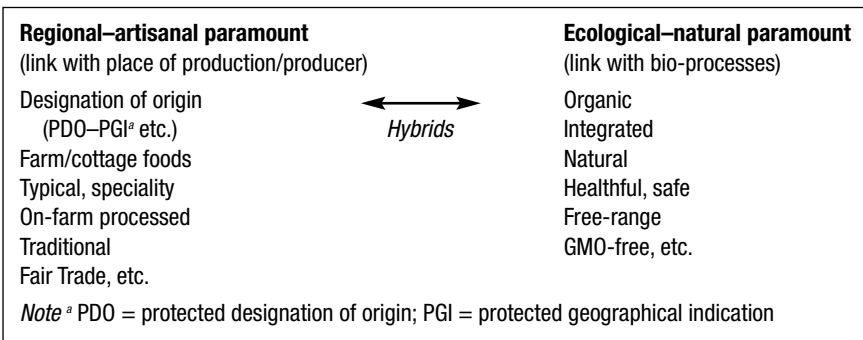 Regional–artisanal paramount
(link with place of production/producer)
Designation of origin
(PDO–PGIa etc.)
Farm/cottage foods
Typical, speciality
On-farm processed
Traditional
Fair Trade, etc.
Hybrids
Ecological–natural paramount
(link with bio-processes)
Organic
Integrated
Natural
Healthful, safe
Free-range
GMO-free, etc.
Note a PDO = protected designation of origin; PGI = protected geographical indication